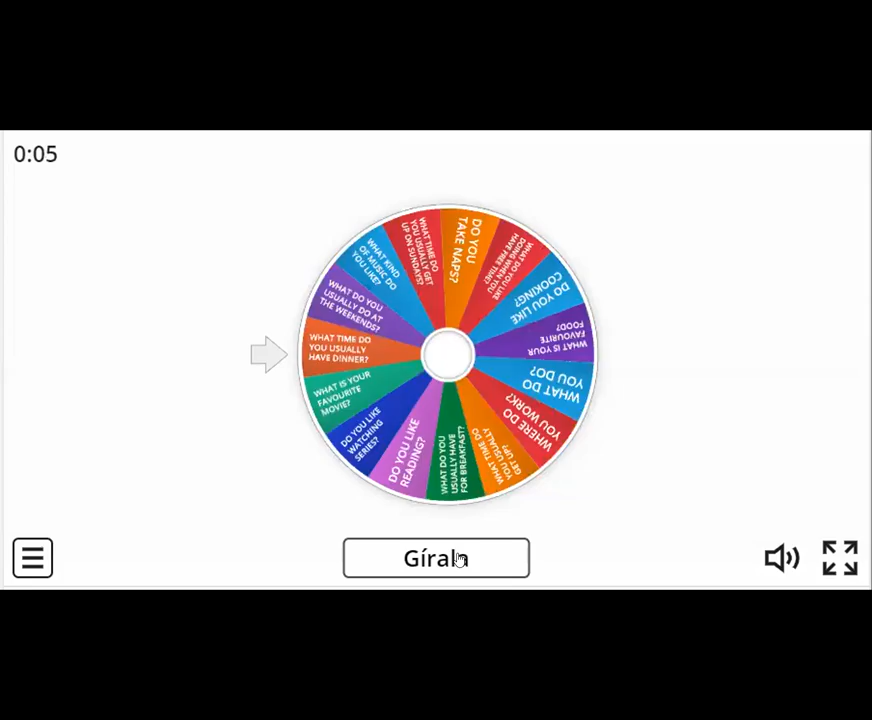 0:05
WHAT TIME DO
YOU USUALLY
HAVE DINNER?
WHAT DO YOU
USUALLY DO AT
THE WEEKENDS?
WHAT KIND
OF MUSIC DO
YOU LIKE?
WHAT TIME DO
YOU USUALLY GET
UP ON SUNDAYS?
DO YOU
TAKE NAPS?
WHAT DO YOU LIKE
DOING WHEN YOU
HAVE FREE TIME?
DO YOU LIKE
COOKING?
WHAT IS YOUR
FAVOURITE
FOOD?
WHAT DO
YOU DO?
WHERE DO
YOU WORK?
WHAT TIME DO
YOU USUALLY
GET UP?
WHAT DO YOU
USUALLY HAVE
FOR BREAKFAST?
DO YOU LIKE
READING?
DO YOU LIKE
WATCHING
SERIES?
WHAT IS YOUR
FAVOURITE
MOVIE?
Gíralo